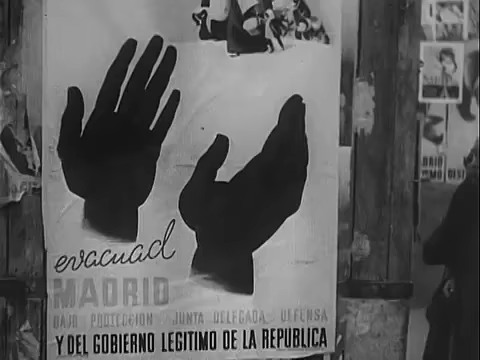 evacuad
MADRID
BAJO PROTECCION JUNTA DELEGADA DEFENSA
Y DEL GOBIERNO LEGITIMO DE LA REPUBLICA